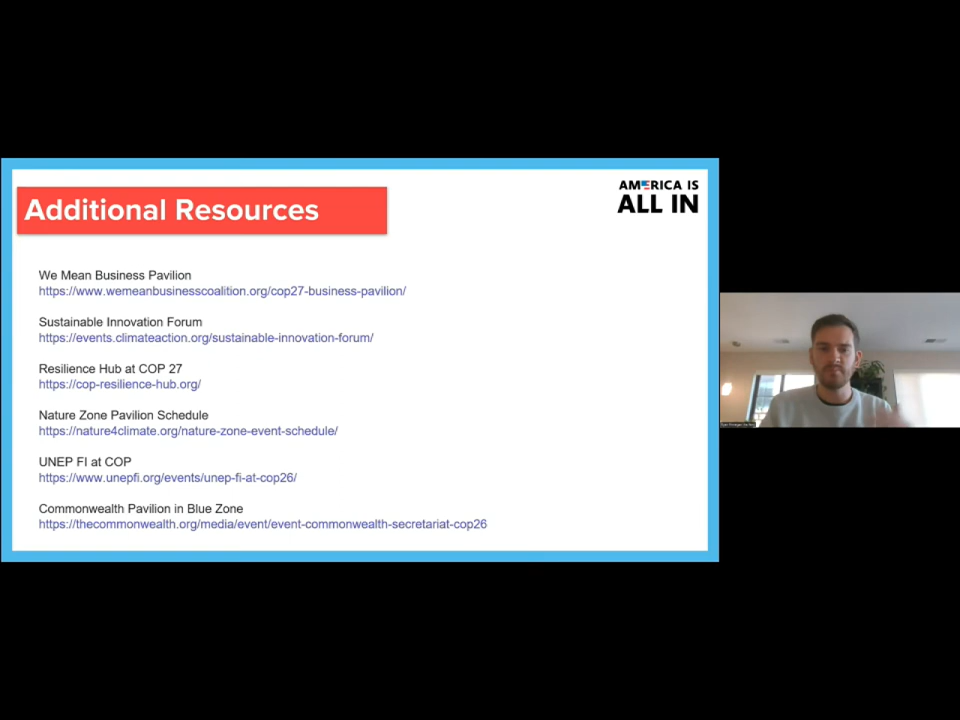 Additional Resources
AMERICA IS
ALL IN
We Mean Business Pavilion
https://www.wemeanbusinesscoalition.org/cop27-business-pavilion/
Sustainable Innovation Forum
https://events.climateaction.org/sustainable-innovation-forum/
Resilience Hub at COP 27
https://cop-resilience-hub.org/
Nature Zone Pavilion Schedule
https://nature4climate.org/nature-zone-event-schedule/
UNEP FI at COP
https://www.unepfi.org/events/unep-fi-at-cop26/
Commonwealth Pavilion in Blue Zone
https://thecommonwealth.org/media/event/event-commonwealth-secretariat-cop26